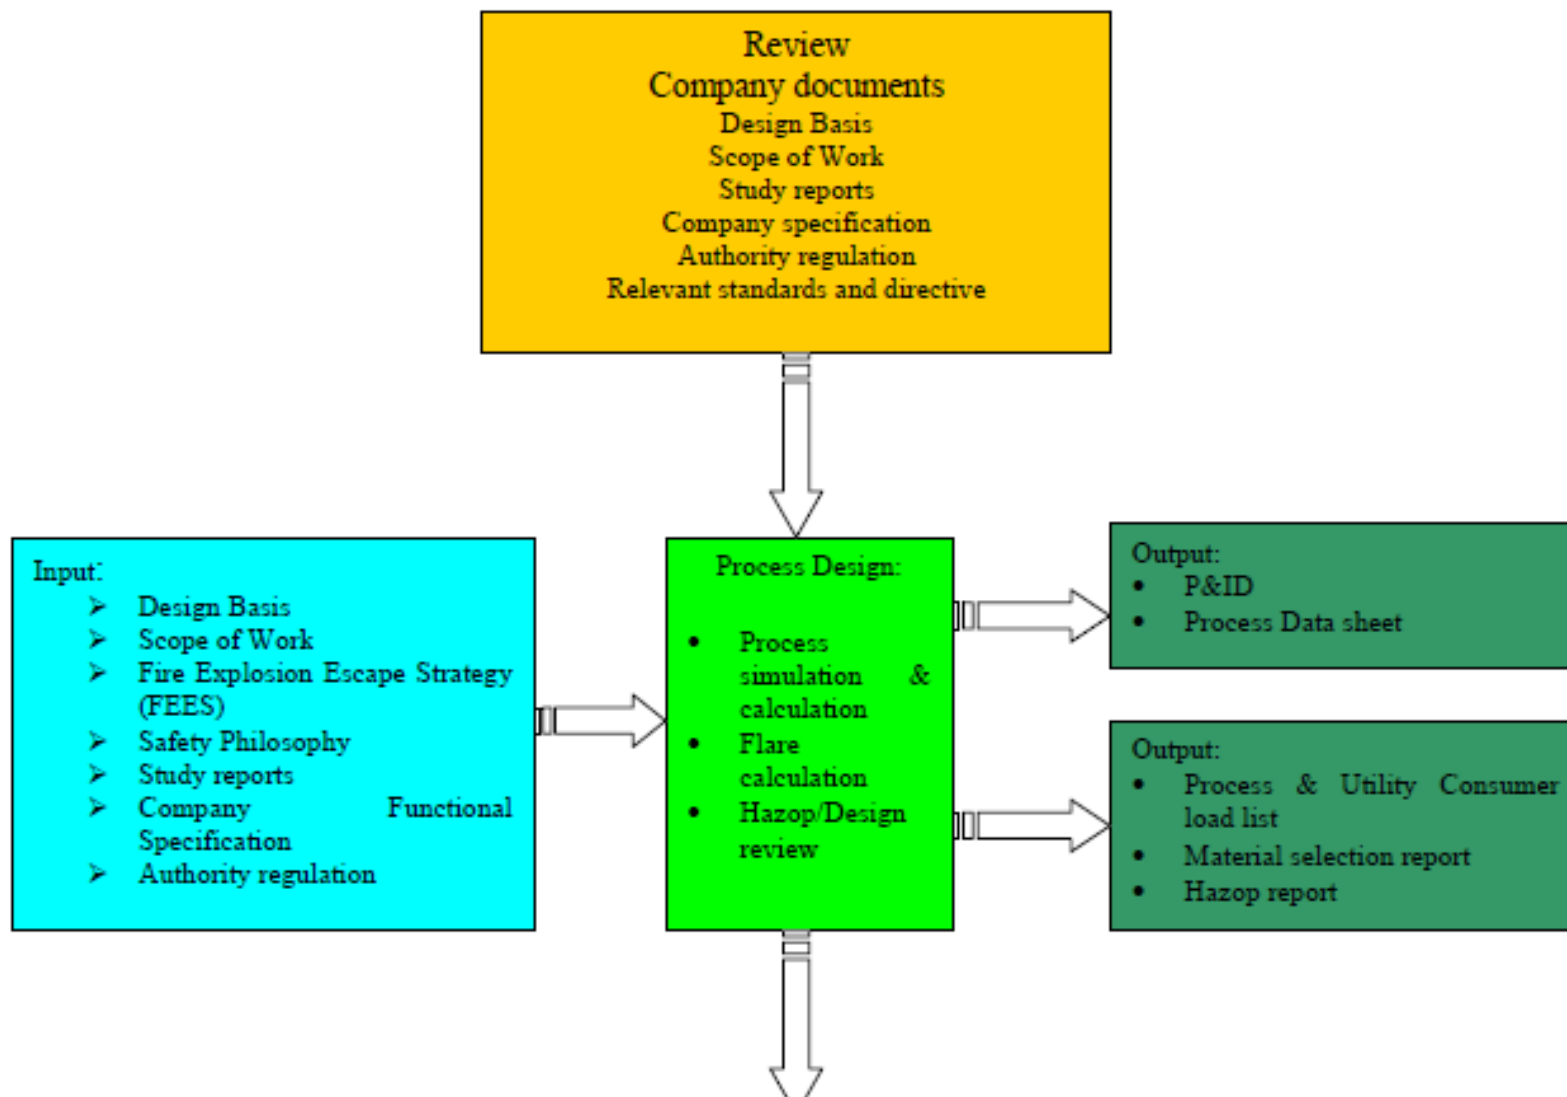 Review
Company documents
Design Basis
Scope of Work
Study reports
Company specification
Authority regulation
Relevant standards and directive
Input:
➢ Design Basis
➢ Scope of Work
➢ Fire Explosion Escape Strategy
(FEES)
➢ Safety Philosophy
➢ Study reports
➢ Company Functional
Specification
➢ Authority regulation
Process Design:
• Process
simulation &
calculation
• Flare
calculation
• Hazop/Design
review
Output:
• P&ID
• Process Data sheet
Output:
• Process & Utility Consumer
load list
• Material selection report
• Hazop report